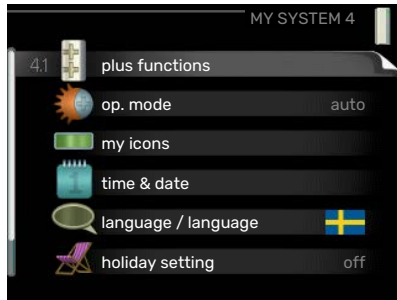 MY SYSTEM 4
4.1 plus functions
op. mode auto
my icons
1
time & date
language / language
holiday setting off